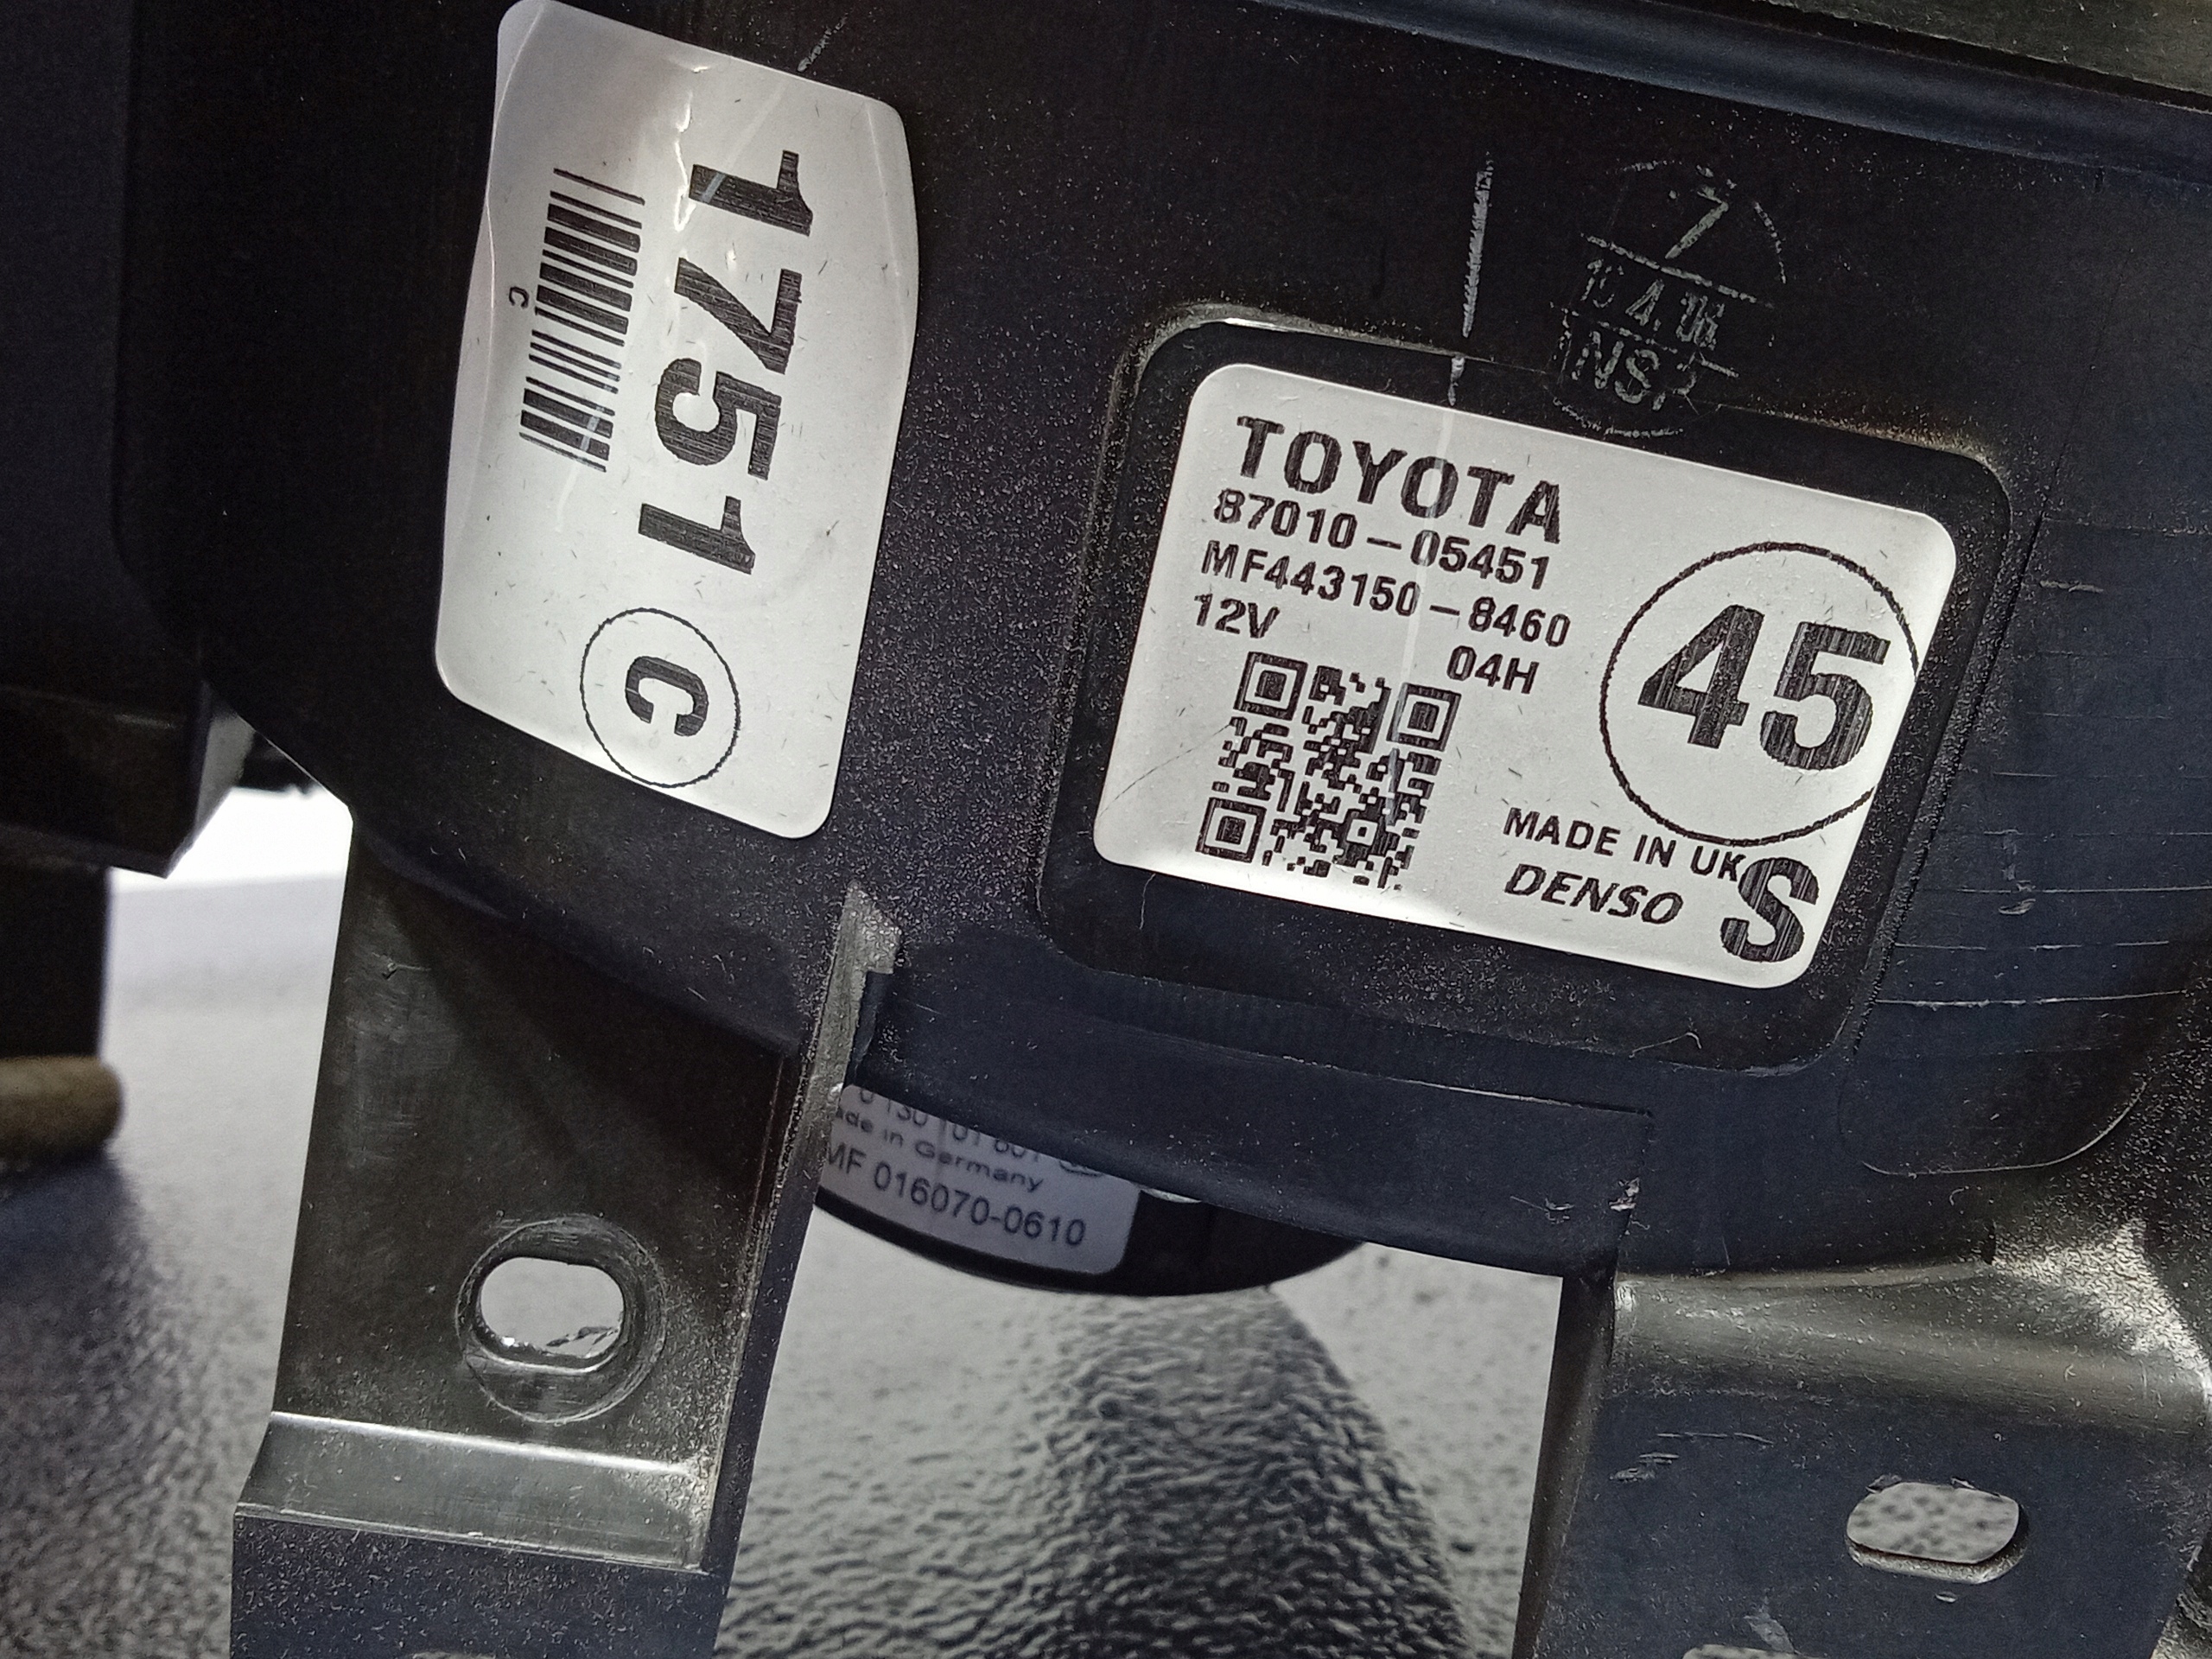 1751 C
C
7
TOYOTA
87010-05451
MF443150-8460
12V
04H
45
MADE IN UK
DENSO S
Made in Germany
MF 016070-0610